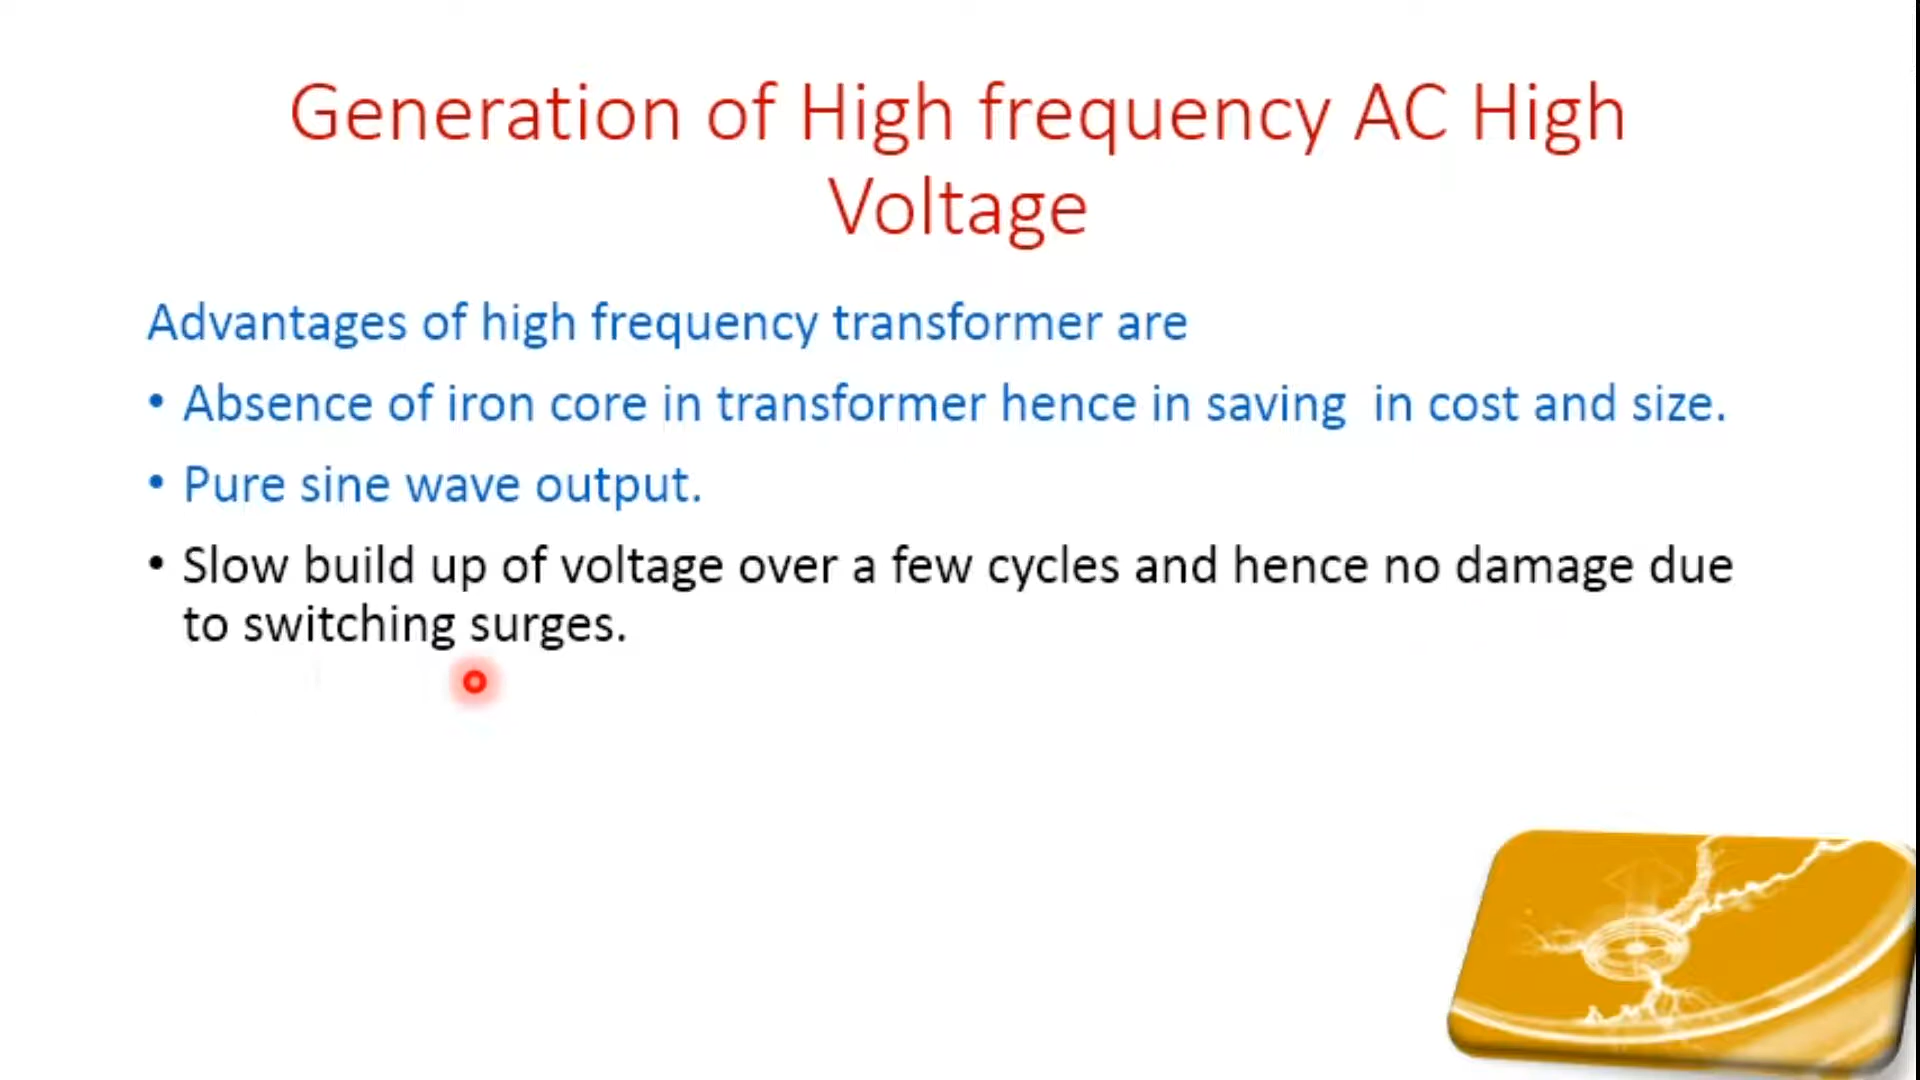 Generation of High frequency AC High
Voltage
Advantages of high frequency transformer are
• Absence of iron core in transformer hence in saving  in cost and size.
• Pure sine wave output.
• Slow build up of voltage over a few cycles and hence no damage due
to switching surges.